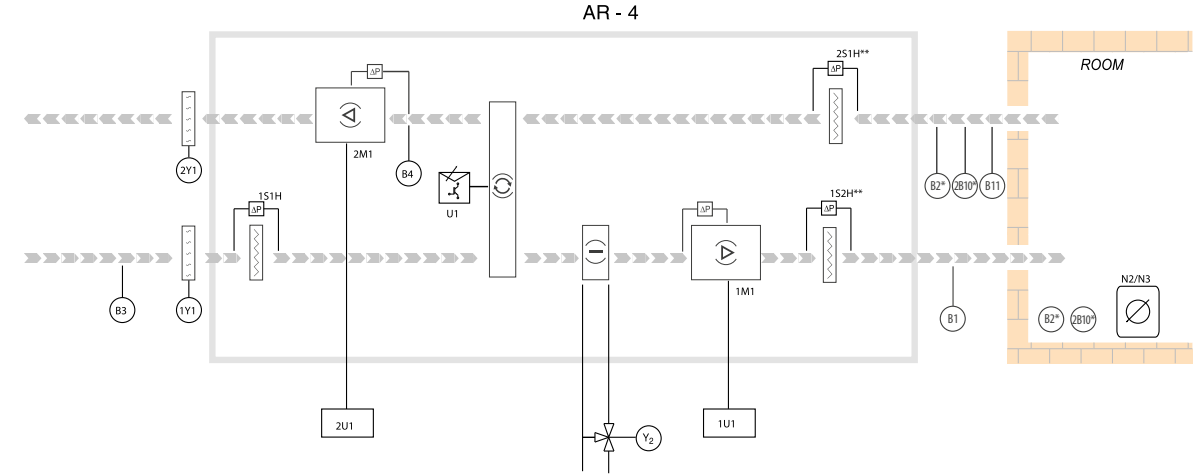 AR - 4
2S1H**
ΔP
ROOM
ΔP
2M1
2Y1
B4
B2*
2B10*
B11
1S1H
ΔP
U1
ΔP
1S2H**
ΔP
N2/N3
1M1
B3
1Y1
B1
B2*
2B10*
2U1
1U1
Y2